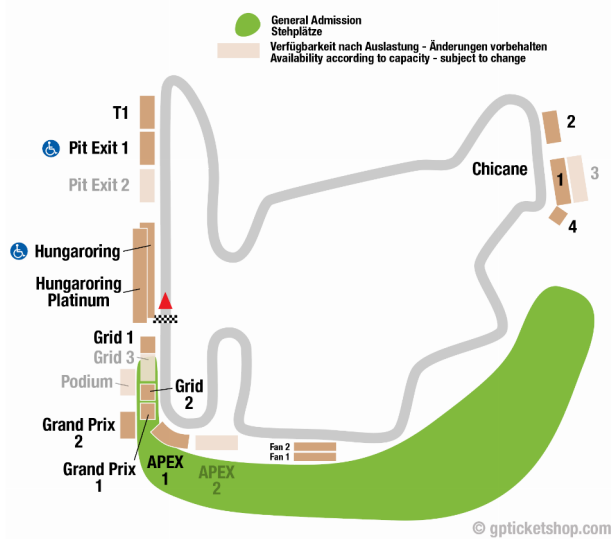 General Admission
Stehplätze
Verfügbarkeit nach Auslastung - Änderungen vorbehalten
Availability according to capacity - subject to change
T1
Pit Exit 1
Pit Exit 2
Hungaroring
Hungaroring
Platinum
Grid 1
Grid 3
Podium
Grid
2
Grand Prix
2
Grand Prix
1
APEX
1
APEX
2
Fan 2
Fan 1
Chicane
2
1
3
4
© gpticketshop.com